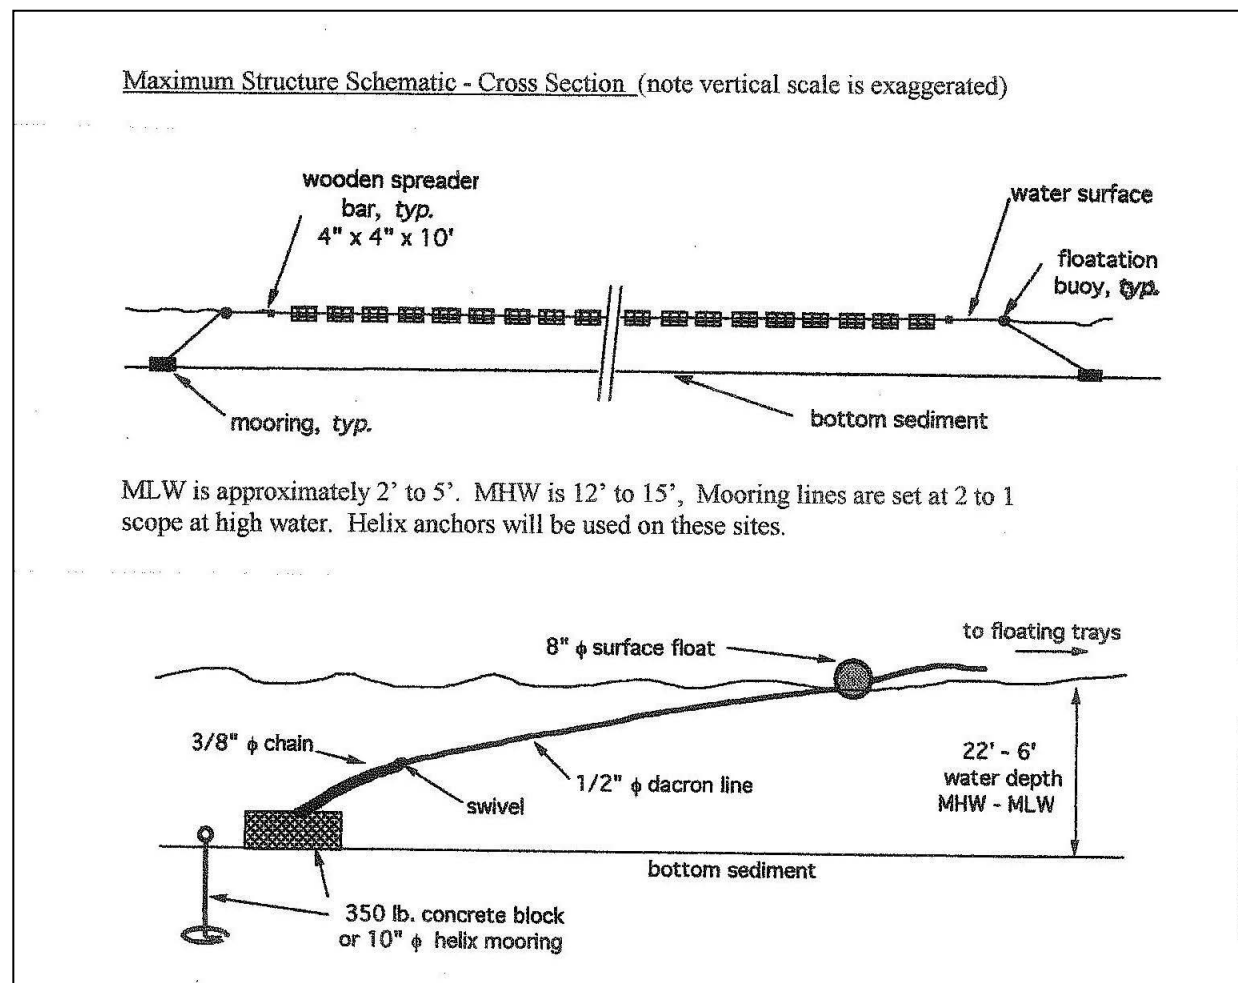 Maximum Structure Schematic - Cross Section (note vertical scale is exaggerated)
wooden spreader
bar, typ.
4" x 4" x 10'
water surface
floatation
buoy, typ.
mooring, typ.
bottom sediment
MLW is approximately 2’ to 5’. MHW is 12’ to 15’, Mooring lines are set at 2 to 1
scope at high water. Helix anchors will be used on these sites.
to floating trays
8" ϕ surface float
3/8" ϕ chain
1/2" ϕ dacron line
swivel
22' - 6'
water depth
MHW - MLW
bottom sediment
350 lb. concrete block
or 10" ϕ helix mooring